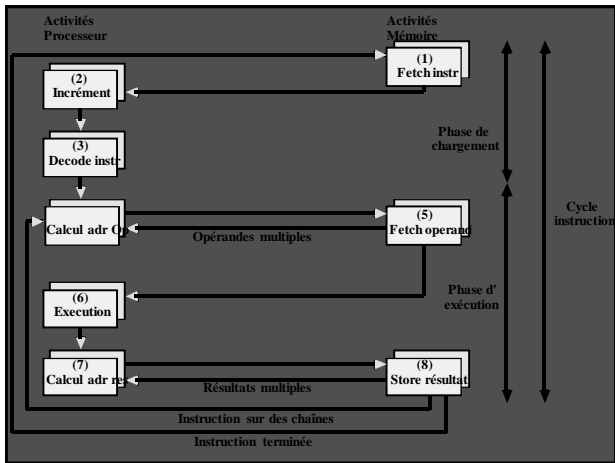 Activités
Processeur
Activités
Mémoire
(1)
Fetch instr
(2)
Incrément
(3)
Decode instr
Phase de
chargement
Cycle
instruction
Calcul adr Op
(5)
Fetch operand
Opérandes multiples
(6)
Execution
Phase d'
exécution
(7)
Calcul adr res
(8)
Store résultat
Résultats multiples
Instruction sur des chaînes
Instruction terminée